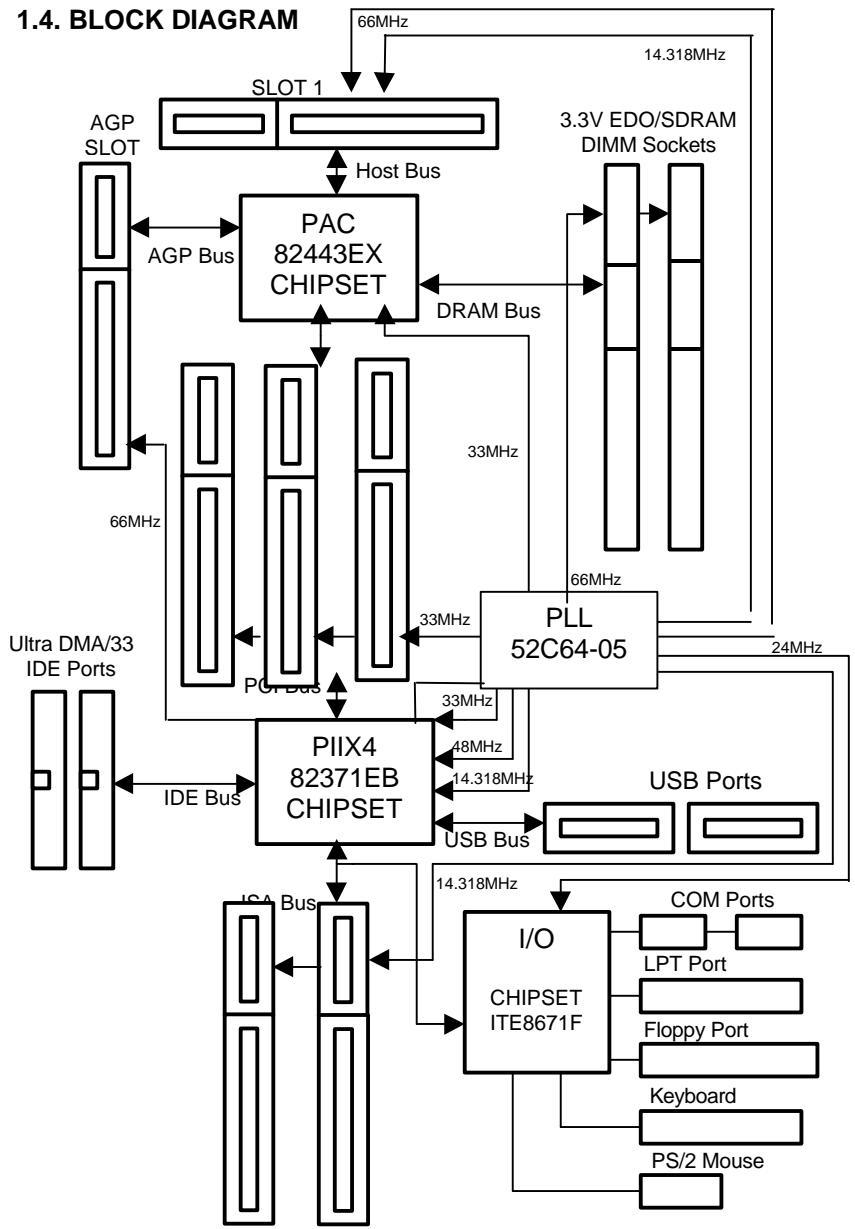 1.4. BLOCK DIAGRAM
66MHz
14.318MHz
SLOT 1
AGP
SLOT
3.3V EDO/SDRAM
DIMM Sockets
Host Bus
PAC
82443EX
CHIPSET
AGP Bus
DRAM Bus
33MHz
66MHz
66MHz
33MHz
PLL
52C64-05
24MHz
Ultra DMA/33
IDE Ports
PCI Bus
33MHz
PIIX4
82371EB
CHIPSET
48MHz
14.318MHz
IDE Bus
USB Ports
USB Bus
14.318MHz
ISA Bus
COM Ports
I/O
CHIPSET
ITE8671F
LPT Port
Floppy Port
Keyboard
PS/2 Mouse